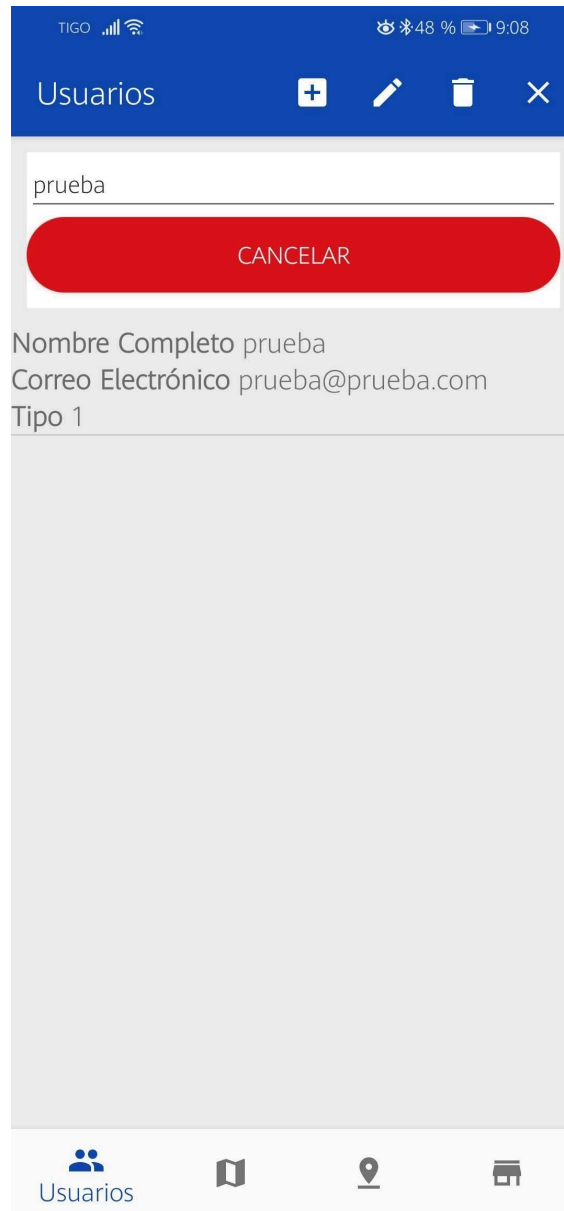 TIGO 48 % 9:08
Usuarios
prueba
CANCELAR
Nombre Completo prueba
Correo Electrónico prueba@prueba.com
Tipo 1
Usuarios